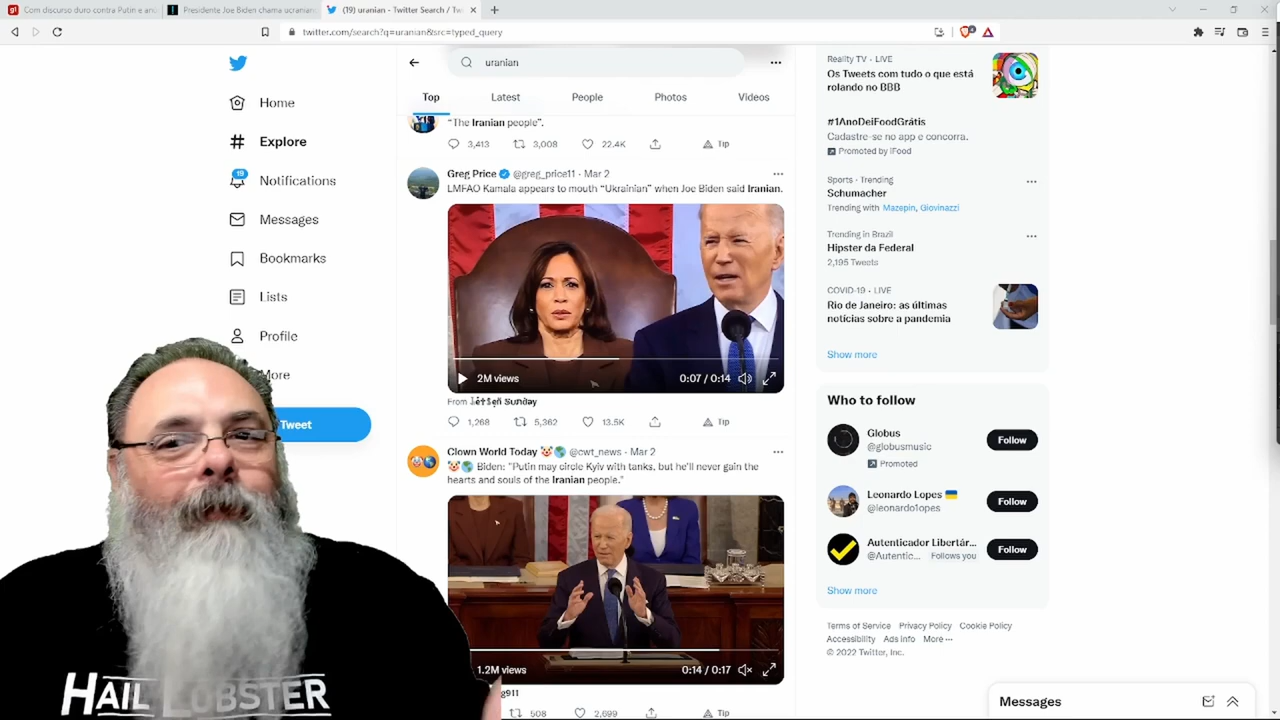 Com discurso duro contra Putin e anú
Presidente Joe Biden chama ucranian
(19) uranian - Twitter Search / Tw
twitter.com/search?q=uranian&src=typed_query
Home
Explore
19
Notifications
Messages
Bookmarks
Lists
Profile
More
Tweet
uranian
Top
Latest
People
Photos
Videos
"The Iranian people".
3,413
3,008
22.4K
Tip
Greg Price @greg_price11 · Mar 2
LMFAO Kamala appears to mouth "Ukrainian" when Joe Biden said Iranian.
2M views
0:07 / 0:14
1,268
5,362
13.5K
Tip
Clown World Today 🤡🌎 @cwt_news · Mar 2
🤡🌎 Biden: "Putin may circle Kyiv with tanks, but he'll never gain the
hearts and souls of the Iranian people."
1.2M views
0:14 / 0:17
508
2,699
Tip
Reality TV · LIVE
Os Tweets com tudo o que está
rolando no BBB
#1AnoDeiFoodGrátis
Cadastre-se no app e concorra.
Promoted by iFood
Sports · Trending
Schumacher
Trending with Mazepin, Giovinazzi
Trending in Brazil
Hipster da Federal
2,195 Tweets
COVID-19 · LIVE
Rio de Janeiro: as últimas
notícias sobre a pandemia
Show more
Who to follow
Globus
@globusmusic
Promoted
Follow
Leonardo Lopes 🇺🇦
@leonardo1opes
Follow
Autenticador Libertár...
@Autentic... Follows you
Follow
Show more
Terms of Service Privacy Policy Cookie Policy
Accessibility Ads info More ···
© 2022 Twitter, Inc.
Messages
HAIL LOBSTER